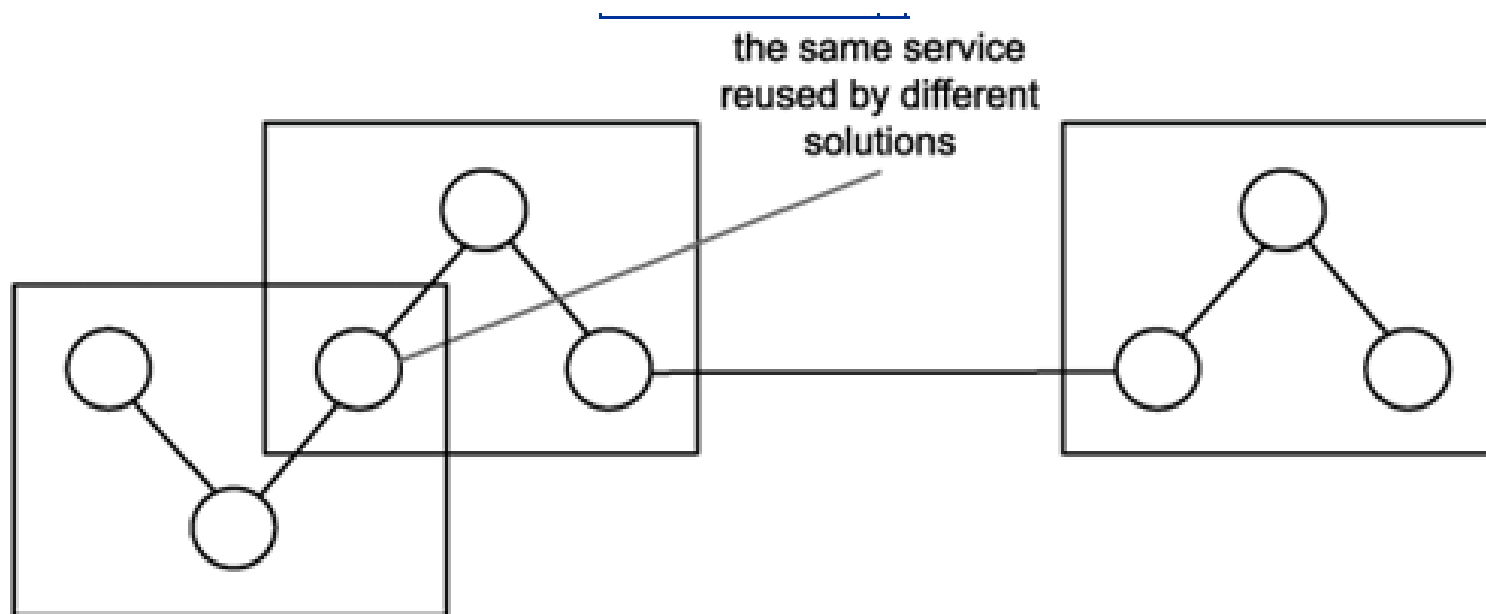 the same service
reused by different
solutions